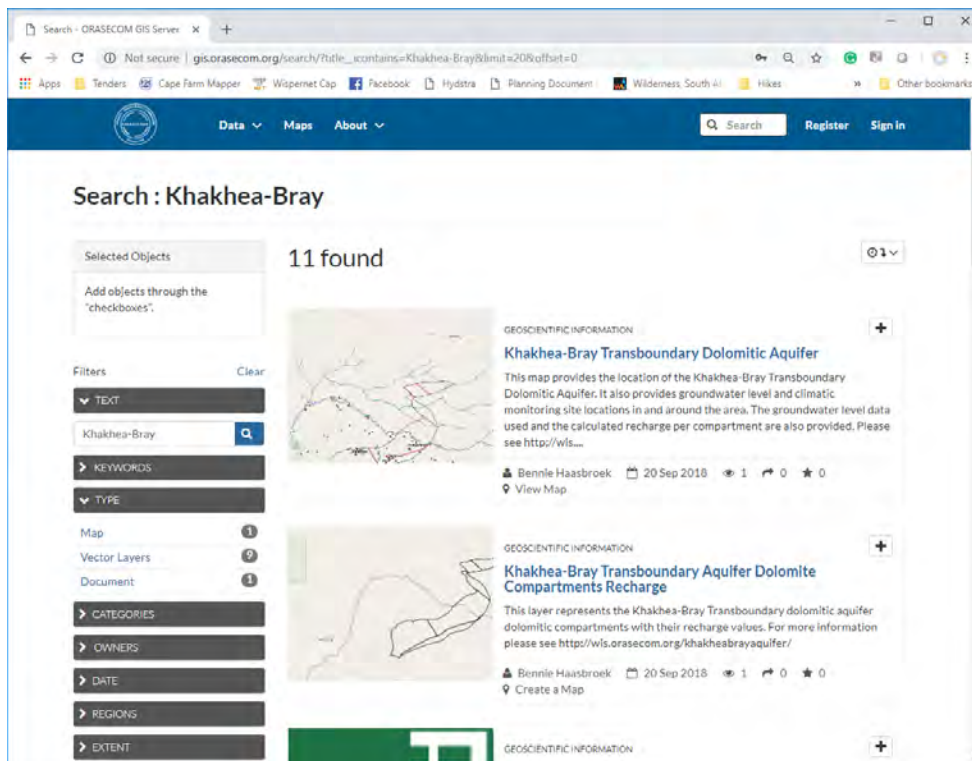 Search - ORASECOM GIS Server
Not secure | gis.orasecom.org/search/?title__icontains=Khakhea-Bray&limit=20&offset=0
Apps Tenders Cape Farm Mapper Wispernet Cap Facebook Hydstra Planning Document Wilderness, South Af Hikes » Other bookmarks
Data Maps About Search Register Sign in
Search : Khakhea-Bray
Selected Objects
Add objects through the
"checkboxes".
Filters Clear
TEXT
Khakhea-Bray
KEYWORDS
TYPE
Map 1
Vector Layers 9
Document 1
CATEGORIES
OWNERS
DATE
REGIONS
EXTENT
11 found
GEOSCIENTIFIC INFORMATION
Khakhea-Bray Transboundary Dolomitic Aquifer
This map provides the location of the Khakhea-Bray Transboundary
Dolomitic Aquifer. It also provides groundwater level and climatic
monitoring site locations in and around the area. The groundwater level data
used and the calculated recharge per compartment are also provided. Please
see http://wis....
Bennie Haasbroek 20 Sep 2018 1 0 0
View Map
GEOSCIENTIFIC INFORMATION
Khakhea-Bray Transboundary Aquifer Dolomite
Compartments Recharge
This layer represents the Khakhea-Bray Transboundary dolomitic aquifer
dolomitic compartments with their recharge values. For more information
please see http://wis.orasecom.org/khakheabrayaquifer/
Bennie Haasbroek 20 Sep 2018 1 0 0
Create a Map
GEOSCIENTIFIC INFORMATION